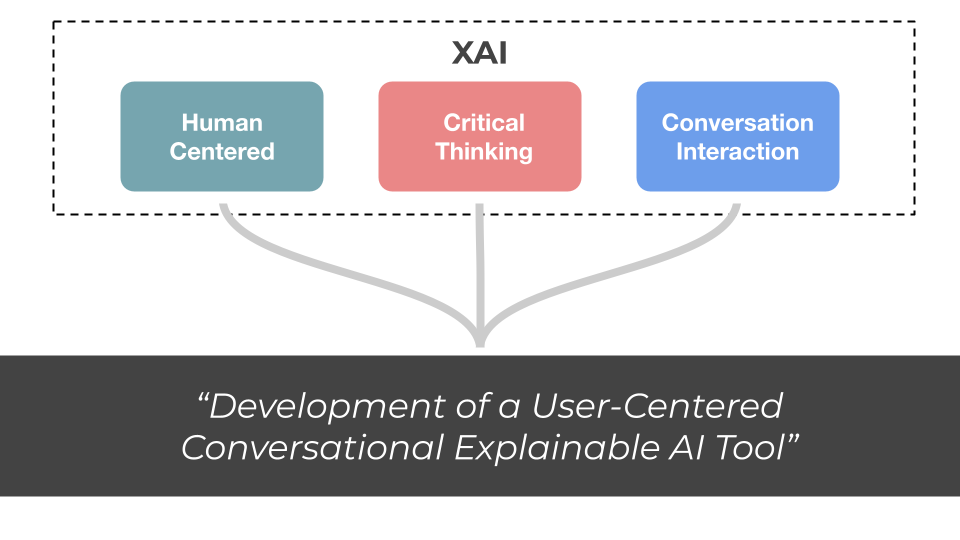 XAI
Human
Centered
Critical
Thinking
Conversation
Interaction
“Development of a User-Centered
Conversational Explainable AI Tool”